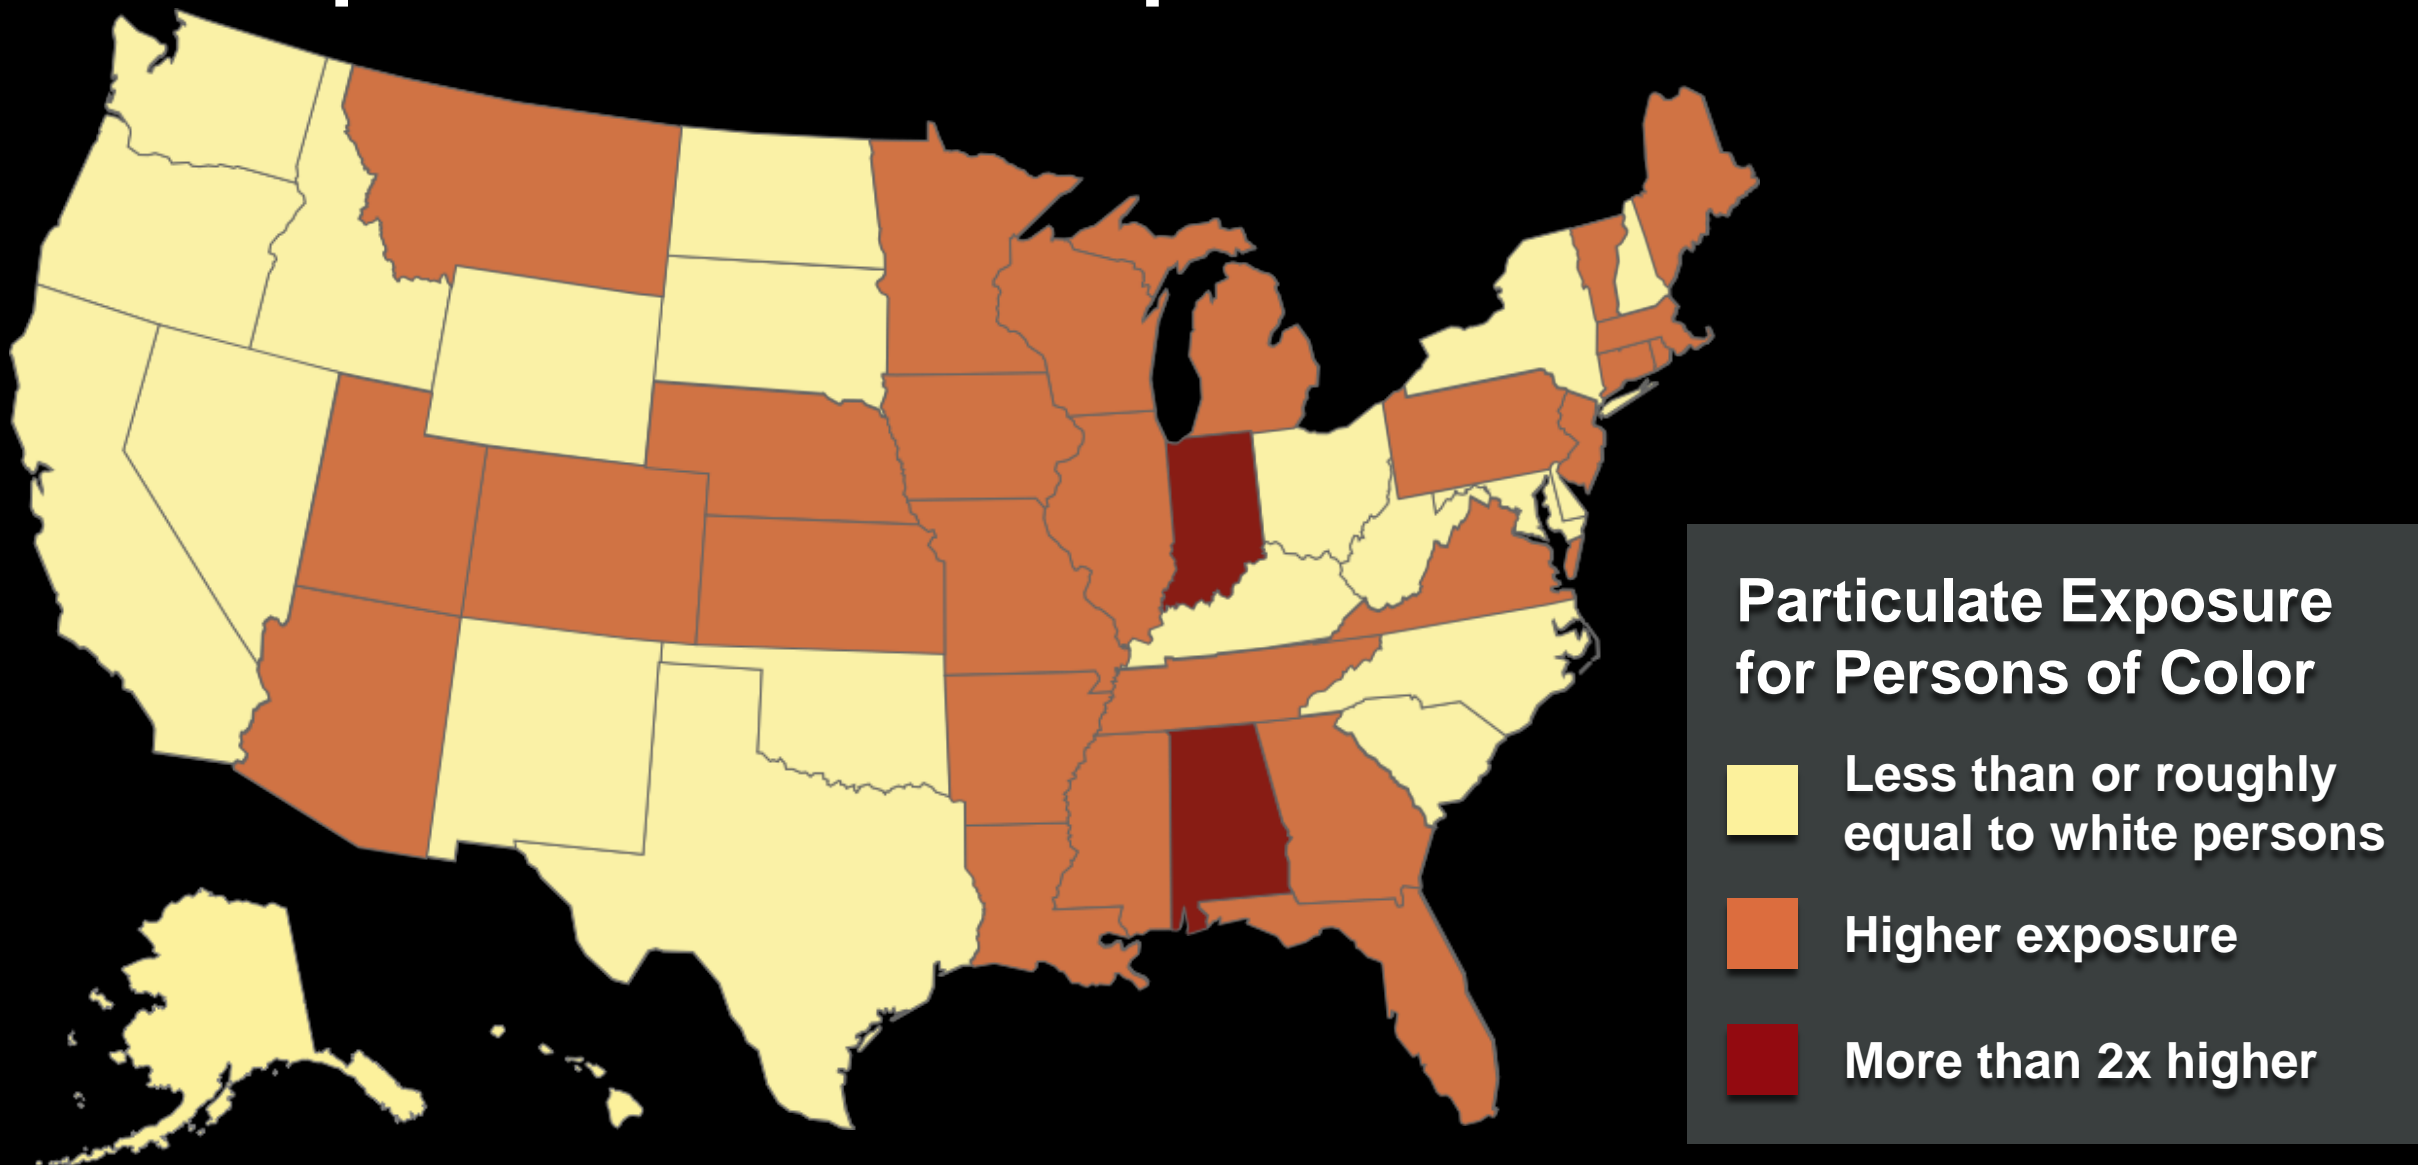 Particulate Exposure
for Persons of Color
Less than or roughly
equal to white persons
Higher exposure
More than 2x higher